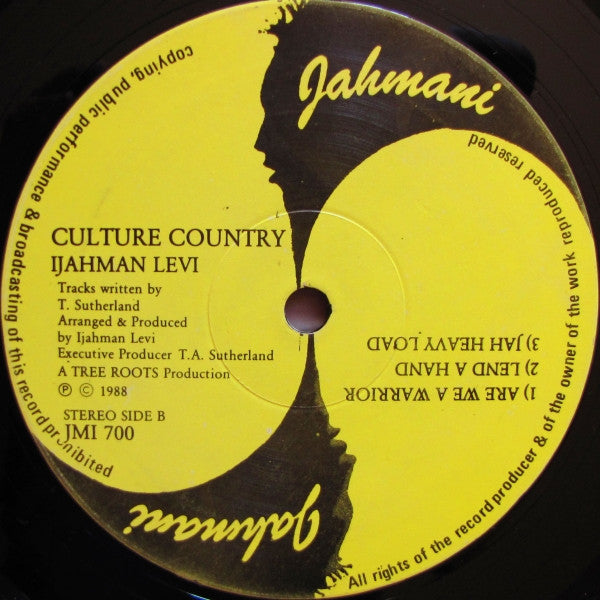 Jahmani
CULTURE COUNTRY
IJAHMAN LEVI
Tracks written by
T. Sutherland
Arranged & Produced
by Ijahman Levi
Executive Producer T.A. Sutherland
A TREE ROOTS Production
Ⓟ © 1988
STEREO SIDE B
JMI 700
1) ARE WE A WARRIOR
2) LEND A HAND
3) JAH HEAVY LOAD
Jahmani
All rights of the record producer & of the owner of the work reproduced reserved
copying, public performance & broadcasting of this record prohibited